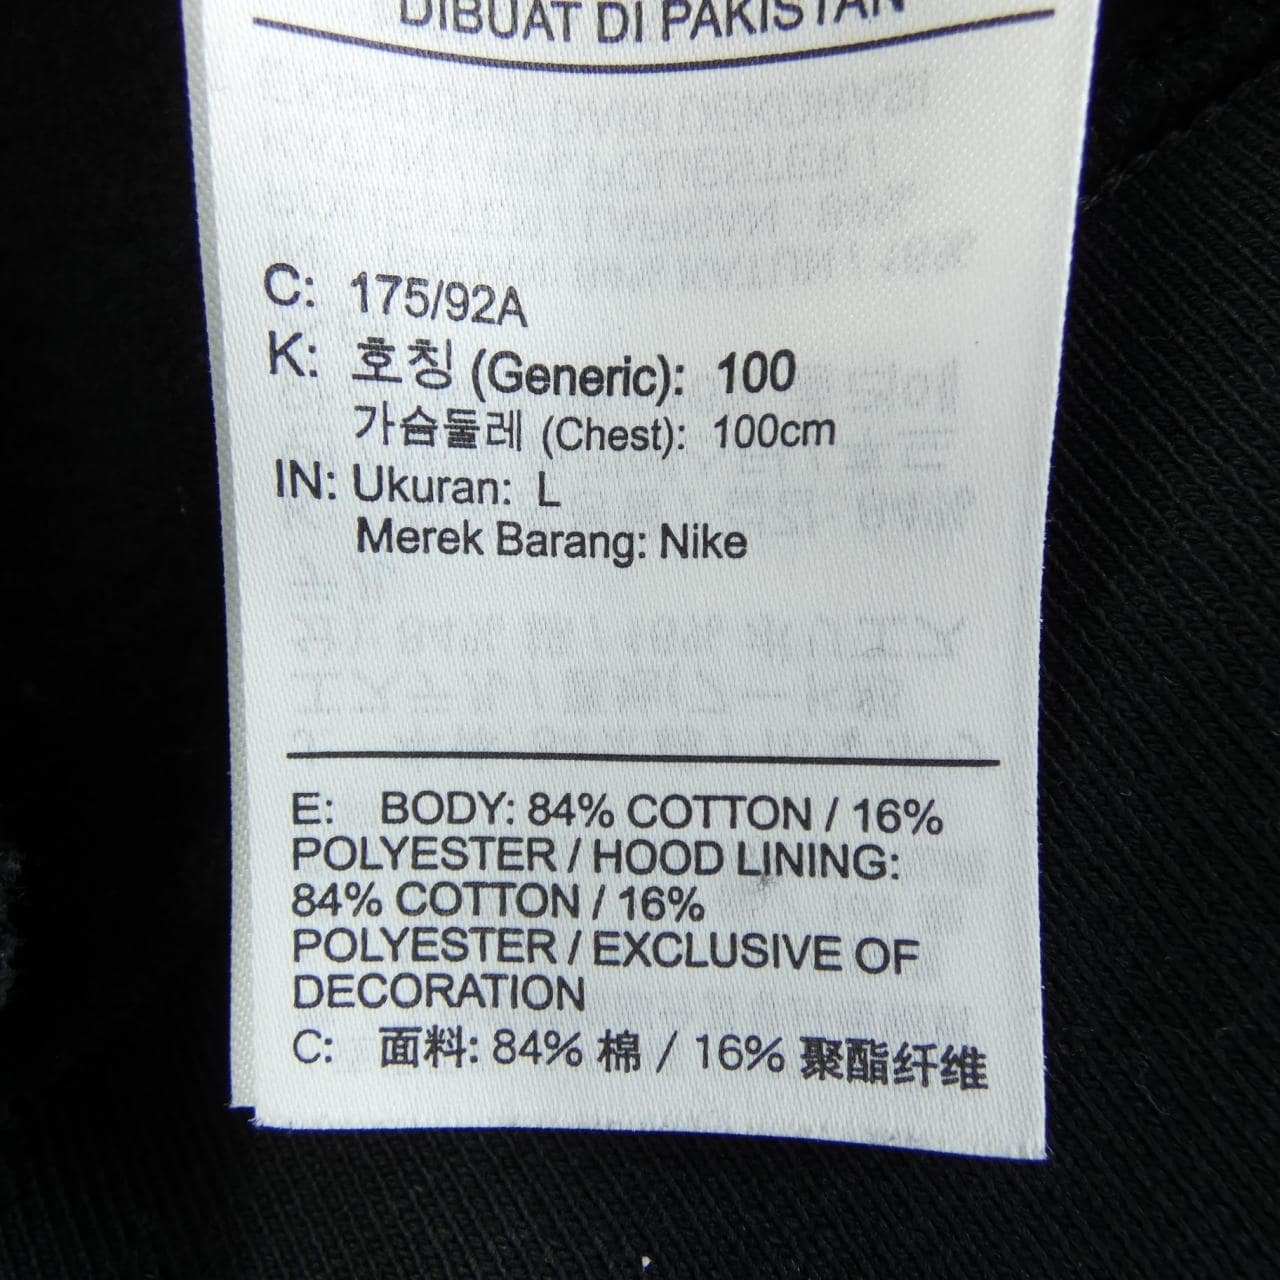 DIBUAT DI PAKISTAN
C: 175/92A
K: 호칭 (Generic): 100
가슴둘레 (Chest): 100cm
IN: Ukuran: L
Merek Barang: Nike
E: BODY: 84% COTTON / 16%
POLYESTER / HOOD LINING:
84% COTTON / 16%
POLYESTER / EXCLUSIVE OF
DECORATION
C: 面料: 84% 棉 / 16% 聚酯纤维